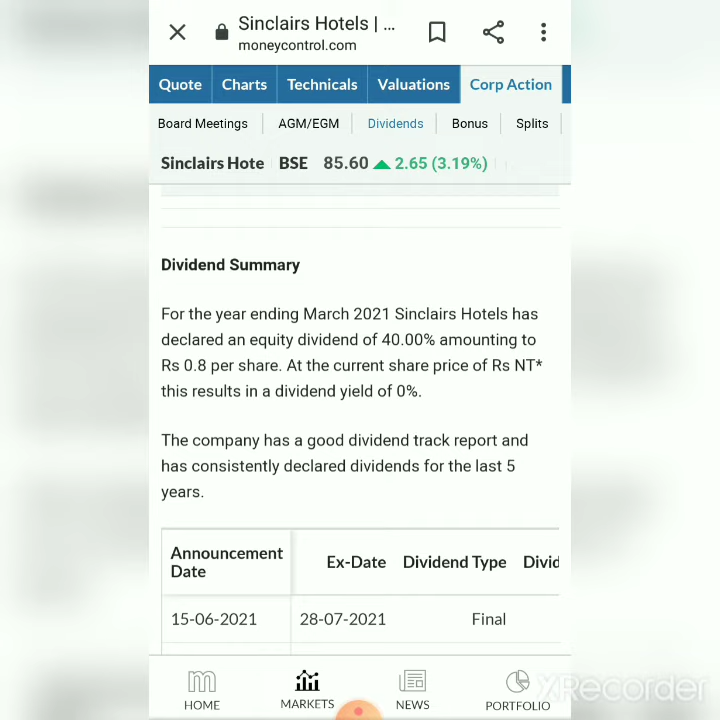 Sinclairs Hotels | ...
moneycontrol.com
Quote Charts Technicals Valuations Corp Action
Board Meetings AGM/EGM Dividends Bonus Splits
Sinclairs Hote BSE 85.60 ▲ 2.65 (3.19%)
Dividend Summary
For the year ending March 2021 Sinclairs Hotels has
declared an equity dividend of 40.00% amounting to
Rs 0.8 per share. At the current share price of Rs NT*
this results in a dividend yield of 0%.
The company has a good dividend track report and
has consistently declared dividends for the last 5
years.
Announcement
Date
Ex-Date Dividend Type Divid
15-06-2021 28-07-2021 Final
m
HOME MARKETS NEWS PORTFOLIO
XRecorder